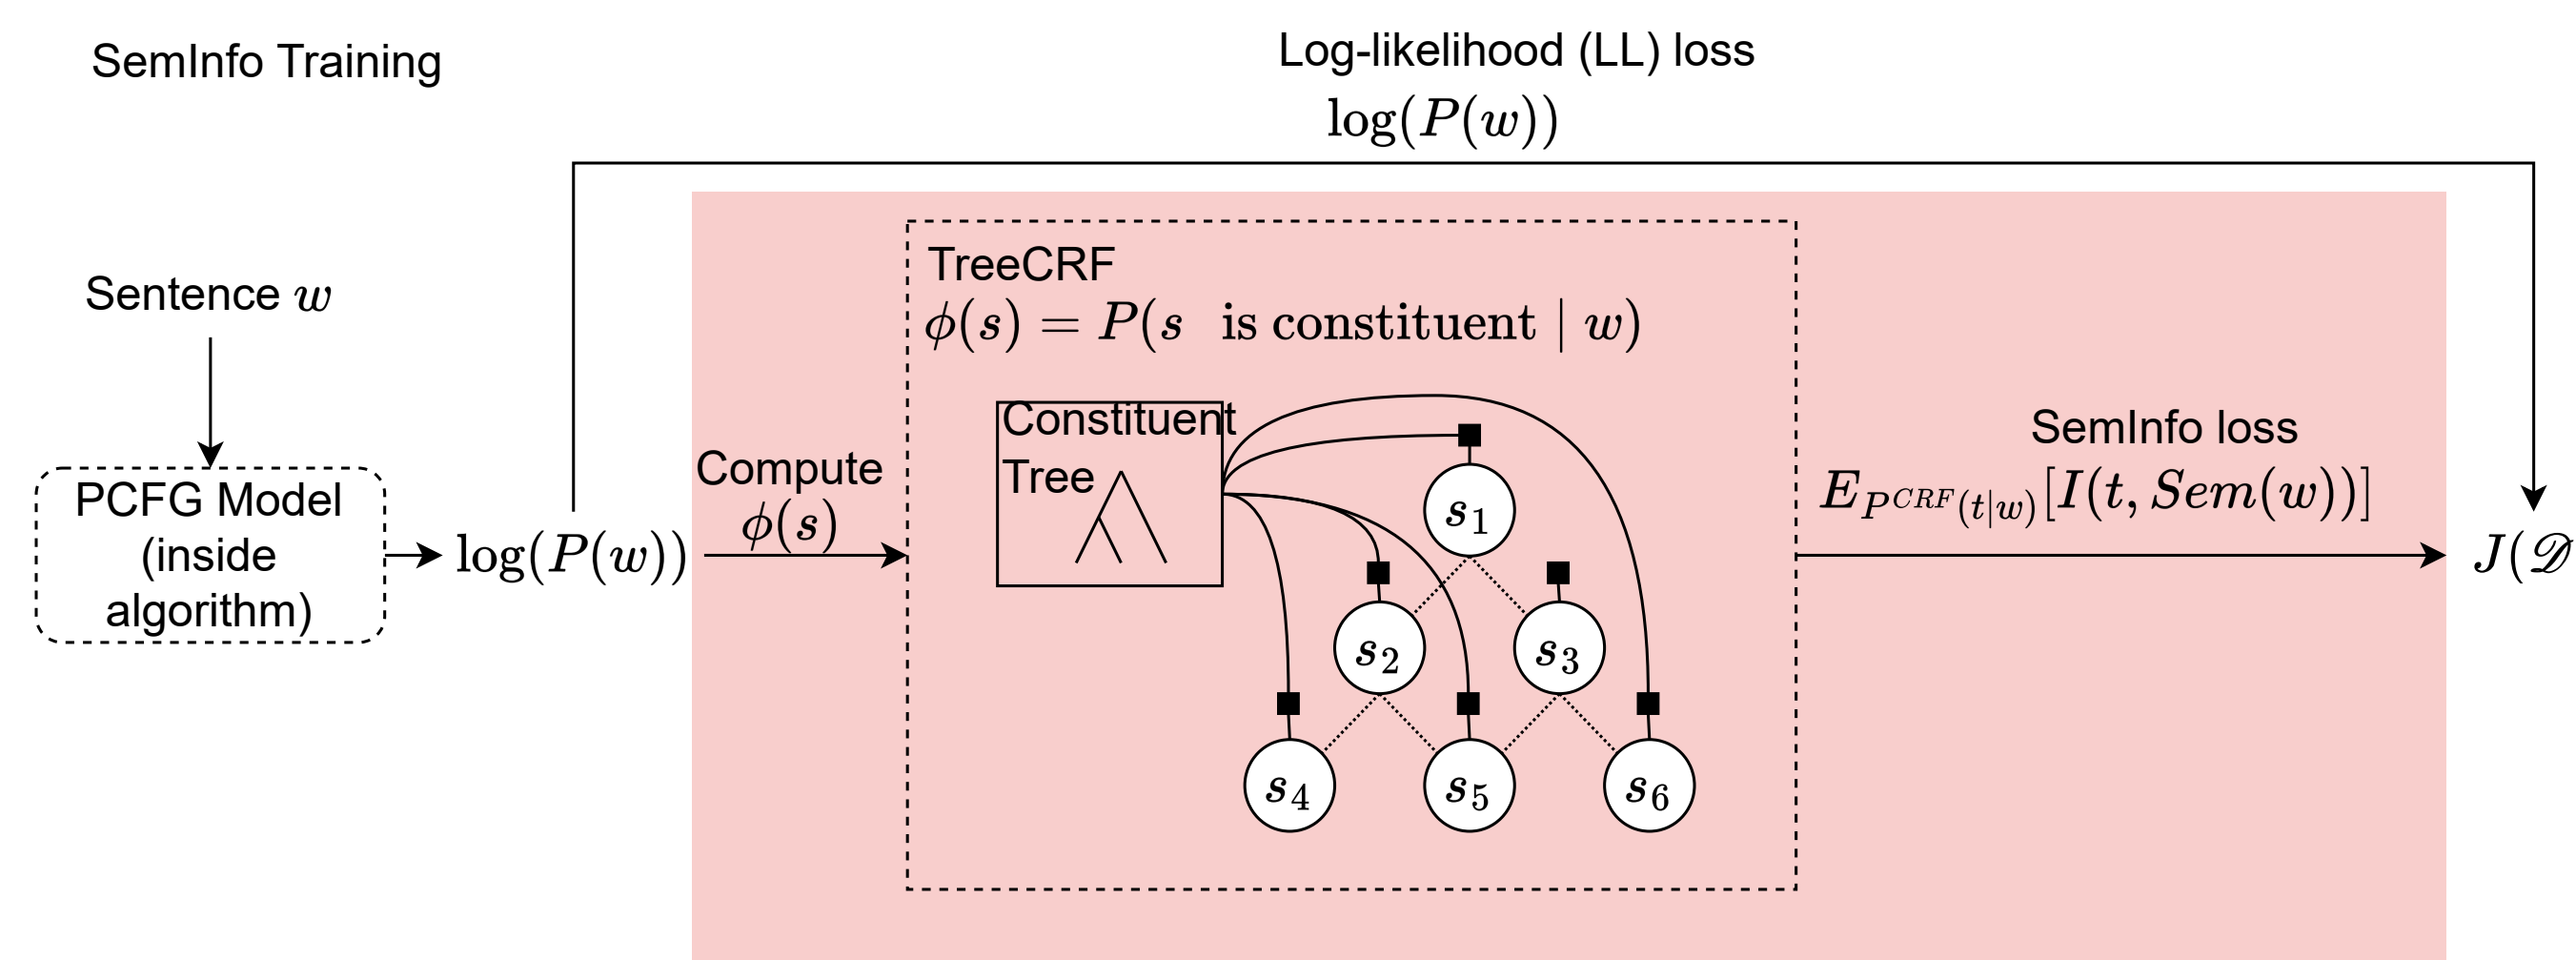 SemInfo Training
Log-likelihood (LL) loss
log(P(w))
Sentence w
PCFG Model
(inside
algorithm)
log(P(w))
Compute
ϕ(s)
TreeCRF
ϕ(s) = P(s is constituent | w)
Constituent
Tree
s1
s2
s3
s4
s5
s6
SemInfo loss
E_{P^{CRF}(t|w)}[I(t, Sem(w))]
J(𝒟